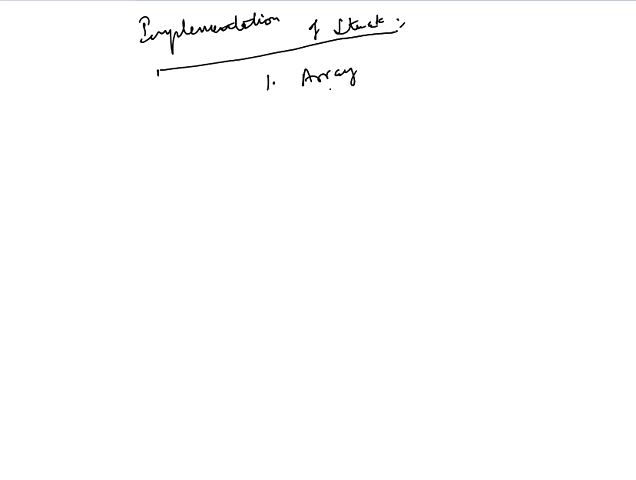 Implementation of Stack :-
1. Array